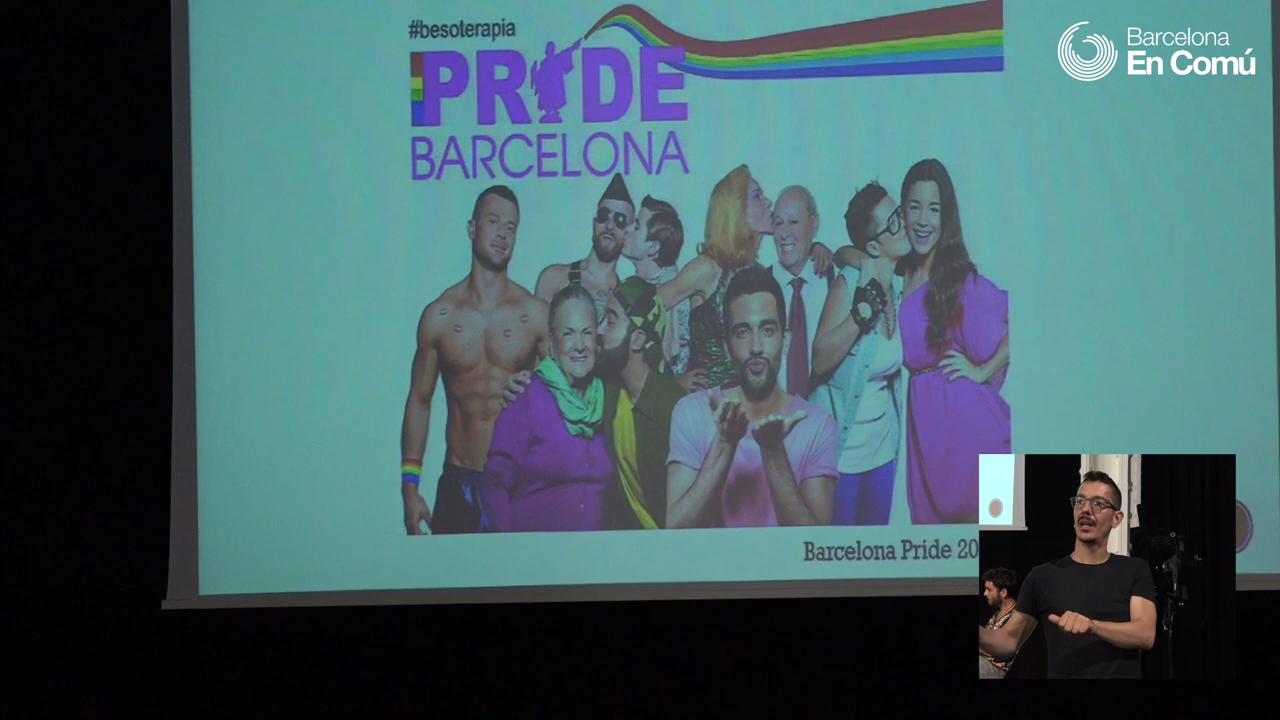 #besoterapia
PRIDE
BARCELONA
Barcelona
En Comú
Barcelona Pride 20